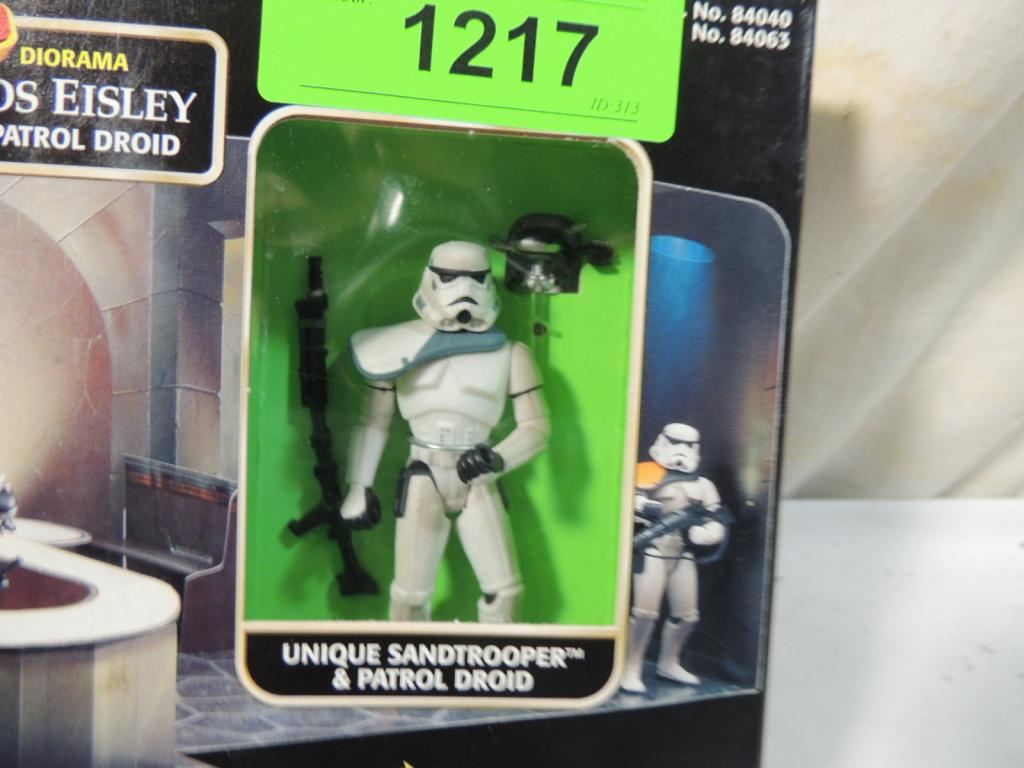 1217
ID:313
No. 84040
No. 84063
DIORAMA
OS EISLEY
PATROL DROID
UNIQUE SANDTROOPER™
& PATROL DROID